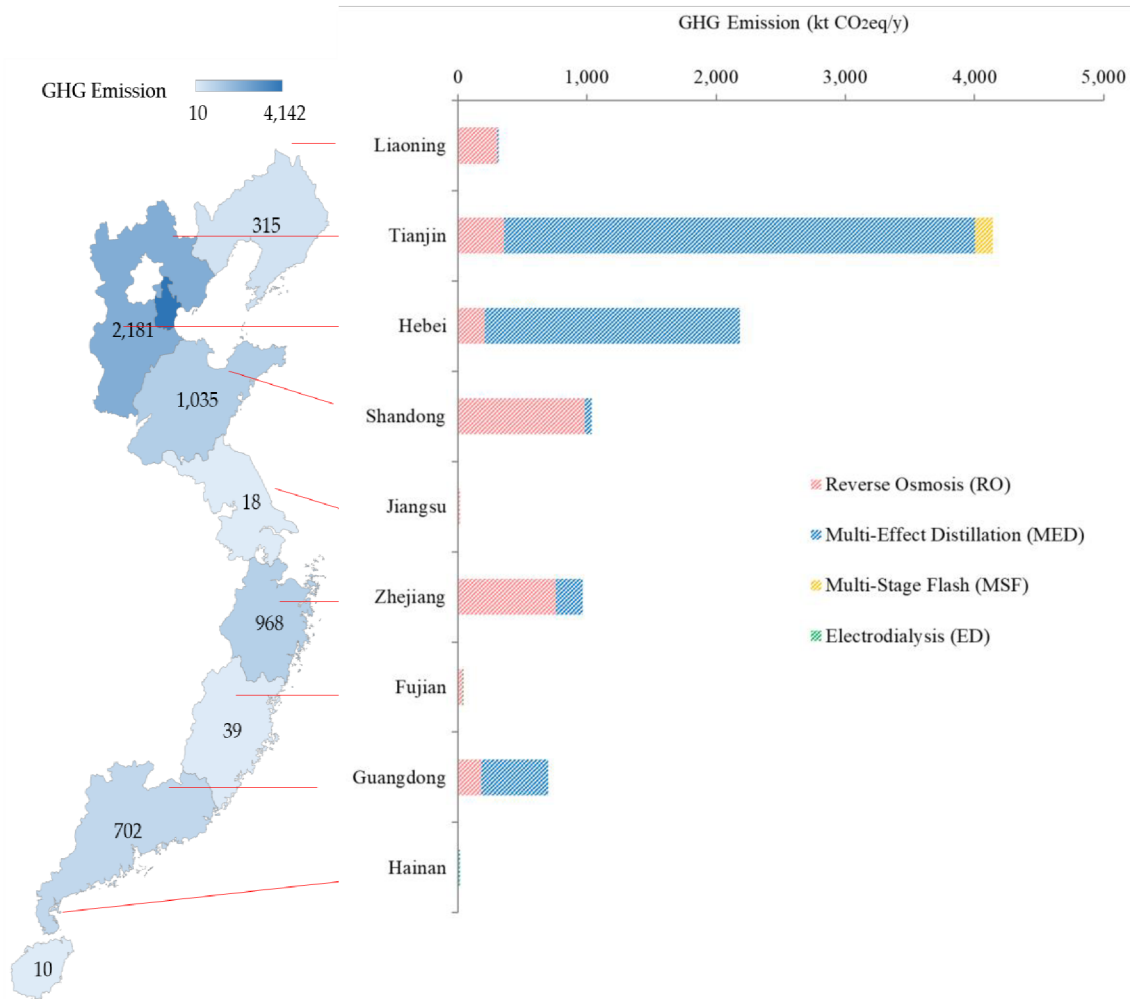 GHG Emission (kt CO₂eq/y)
0 1,000 2,000 3,000 4,000 5,000
GHG Emission
10 4,142
Liaoning
315
Tianjin
Hebei
2,181
Shandong
1,035
Jiangsu
18
Zhejiang
968
Fujian
39
Guangdong
702
Hainan
10
Reverse Osmosis (RO)
Multi-Effect Distillation (MED)
Multi-Stage Flash (MSF)
Electrodialysis (ED)